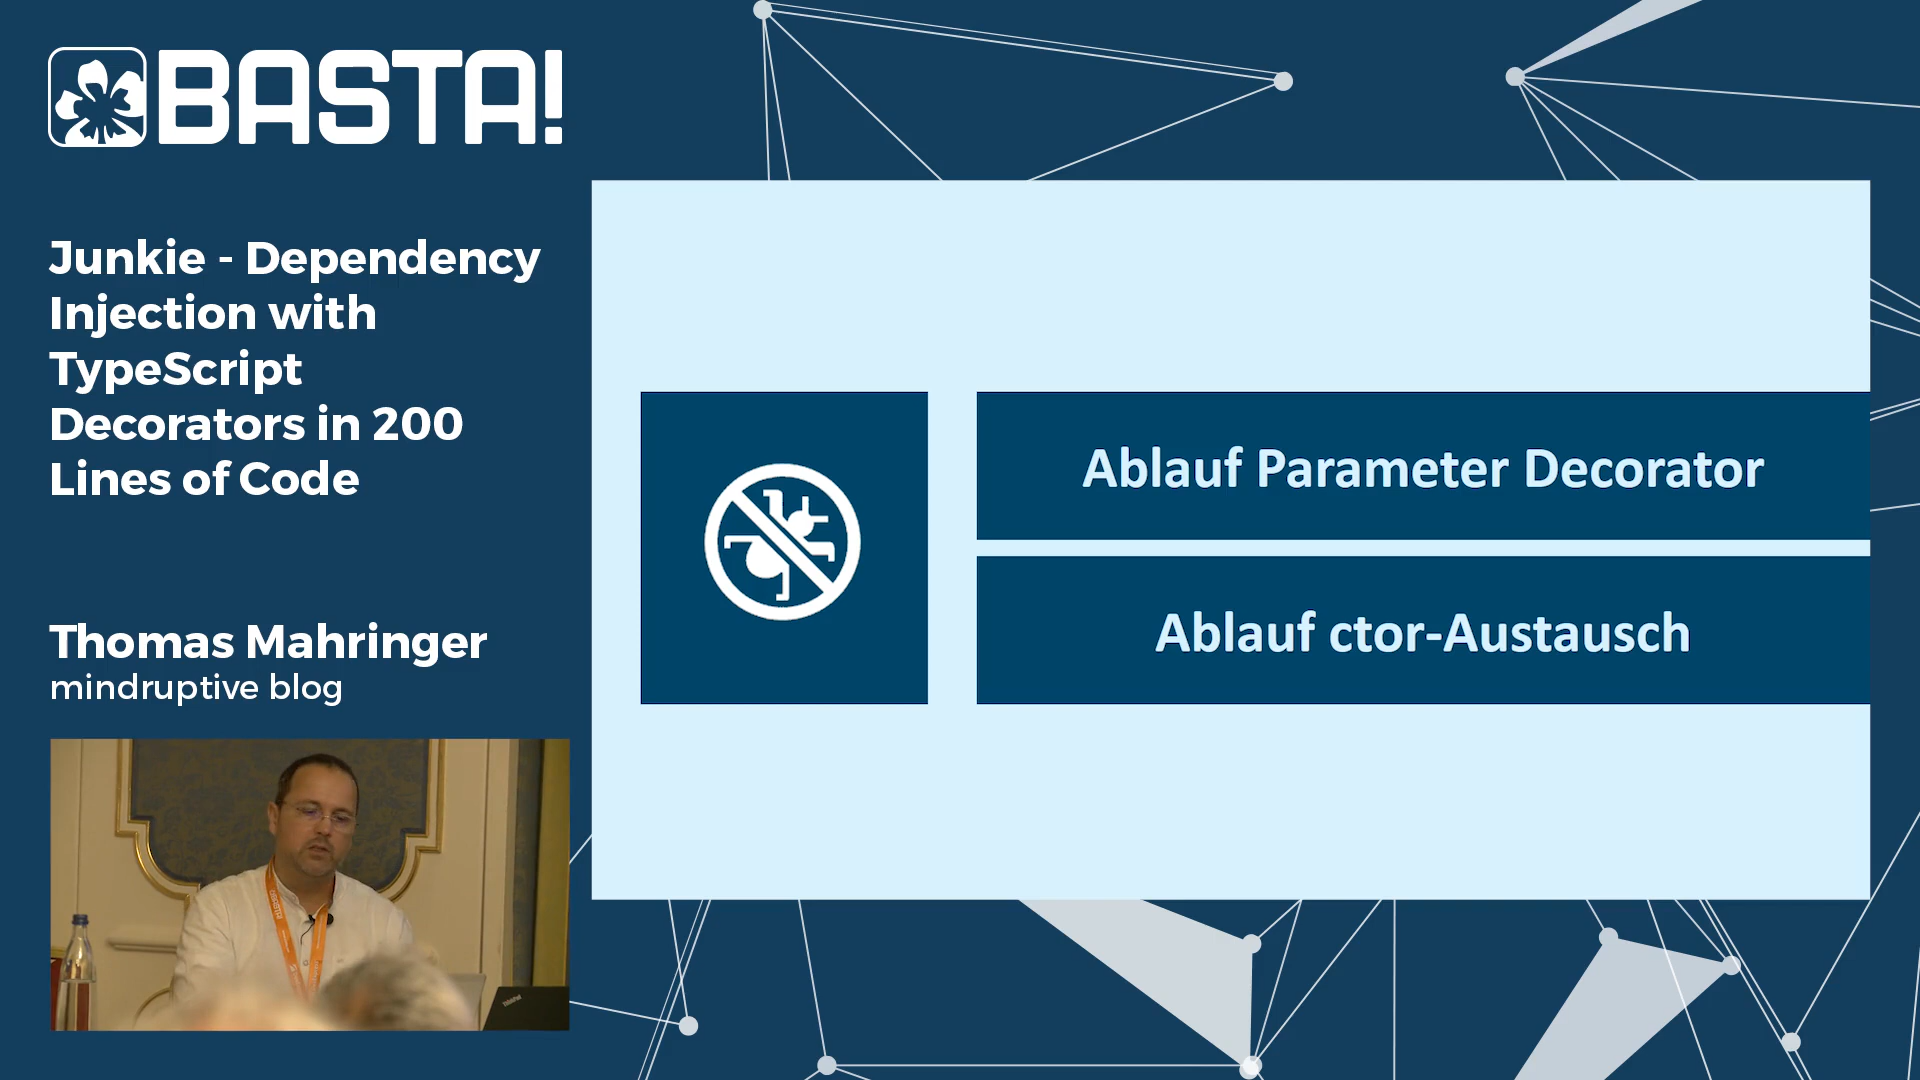 BASTA!
Junkie - Dependency
Injection with
TypeScript
Decorators in 200
Lines of Code
Thomas Mahringer
mindruptive blog
Ablauf Parameter Decorator
Ablauf ctor-Austausch
ThinkPad